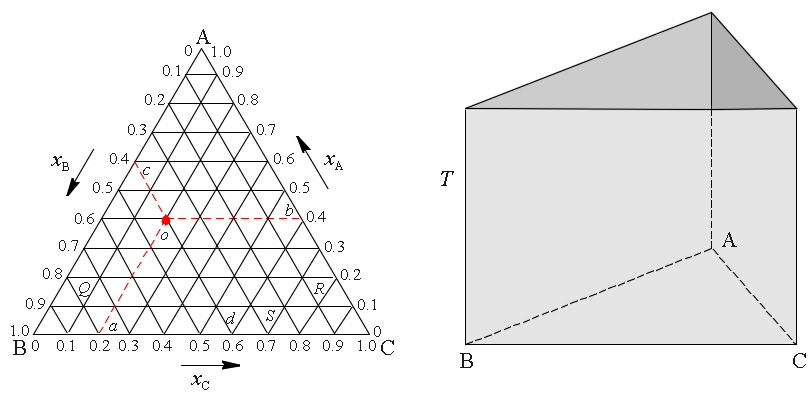 A
0 1.0
0.1 0.9
0.2 0.8
0.3 0.7
0.4 c 0.6
x_B x_A
0.5 0.5
T
0.6 b 0.4
o
0.7 0.3
A
0.8 Q R 0.2
0.9 a d S 0.1
1.0 0
B 0 0.1 0.2 0.3 0.4 0.5 0.6 0.7 0.8 0.9 1.0 C
x_C
B C